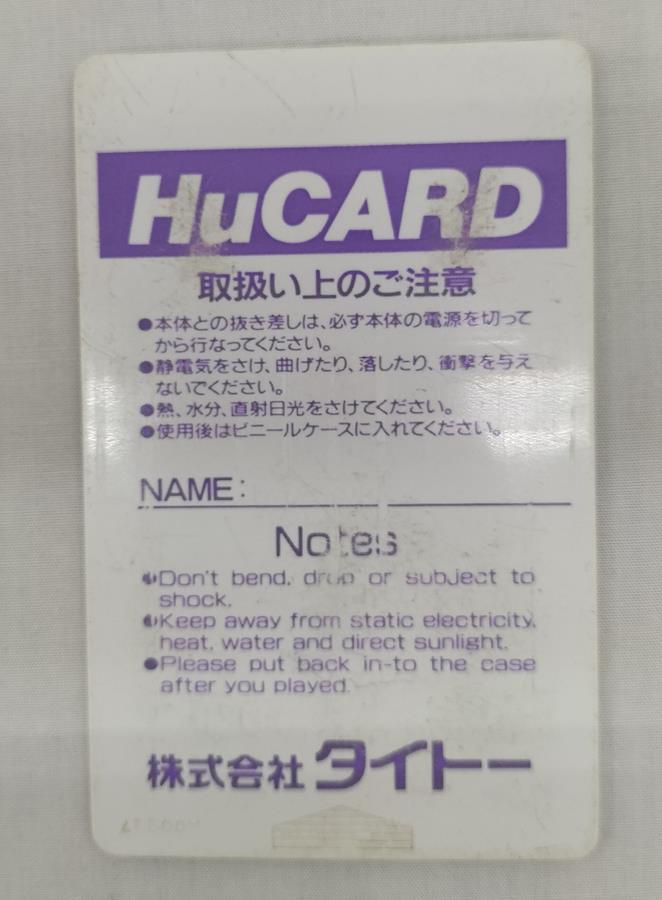 HuCARD
取扱い上のご注意
●本体との抜き差しは、必ず本体の電源を切って
から行なってください。
●静電気をさけ、曲げたり、落したり、衝撃を与え
ないでください。
●熱、水分、直射日光をさけてください。
●使用後はビニールケースに入れてください。
NAME:
Notes
●Don't bend, drop or subject to
shock.
●Keep away from static electricity,
heat, water and direct sunlight.
●Please put back in-to the case
after you played.
株式会社タイトー